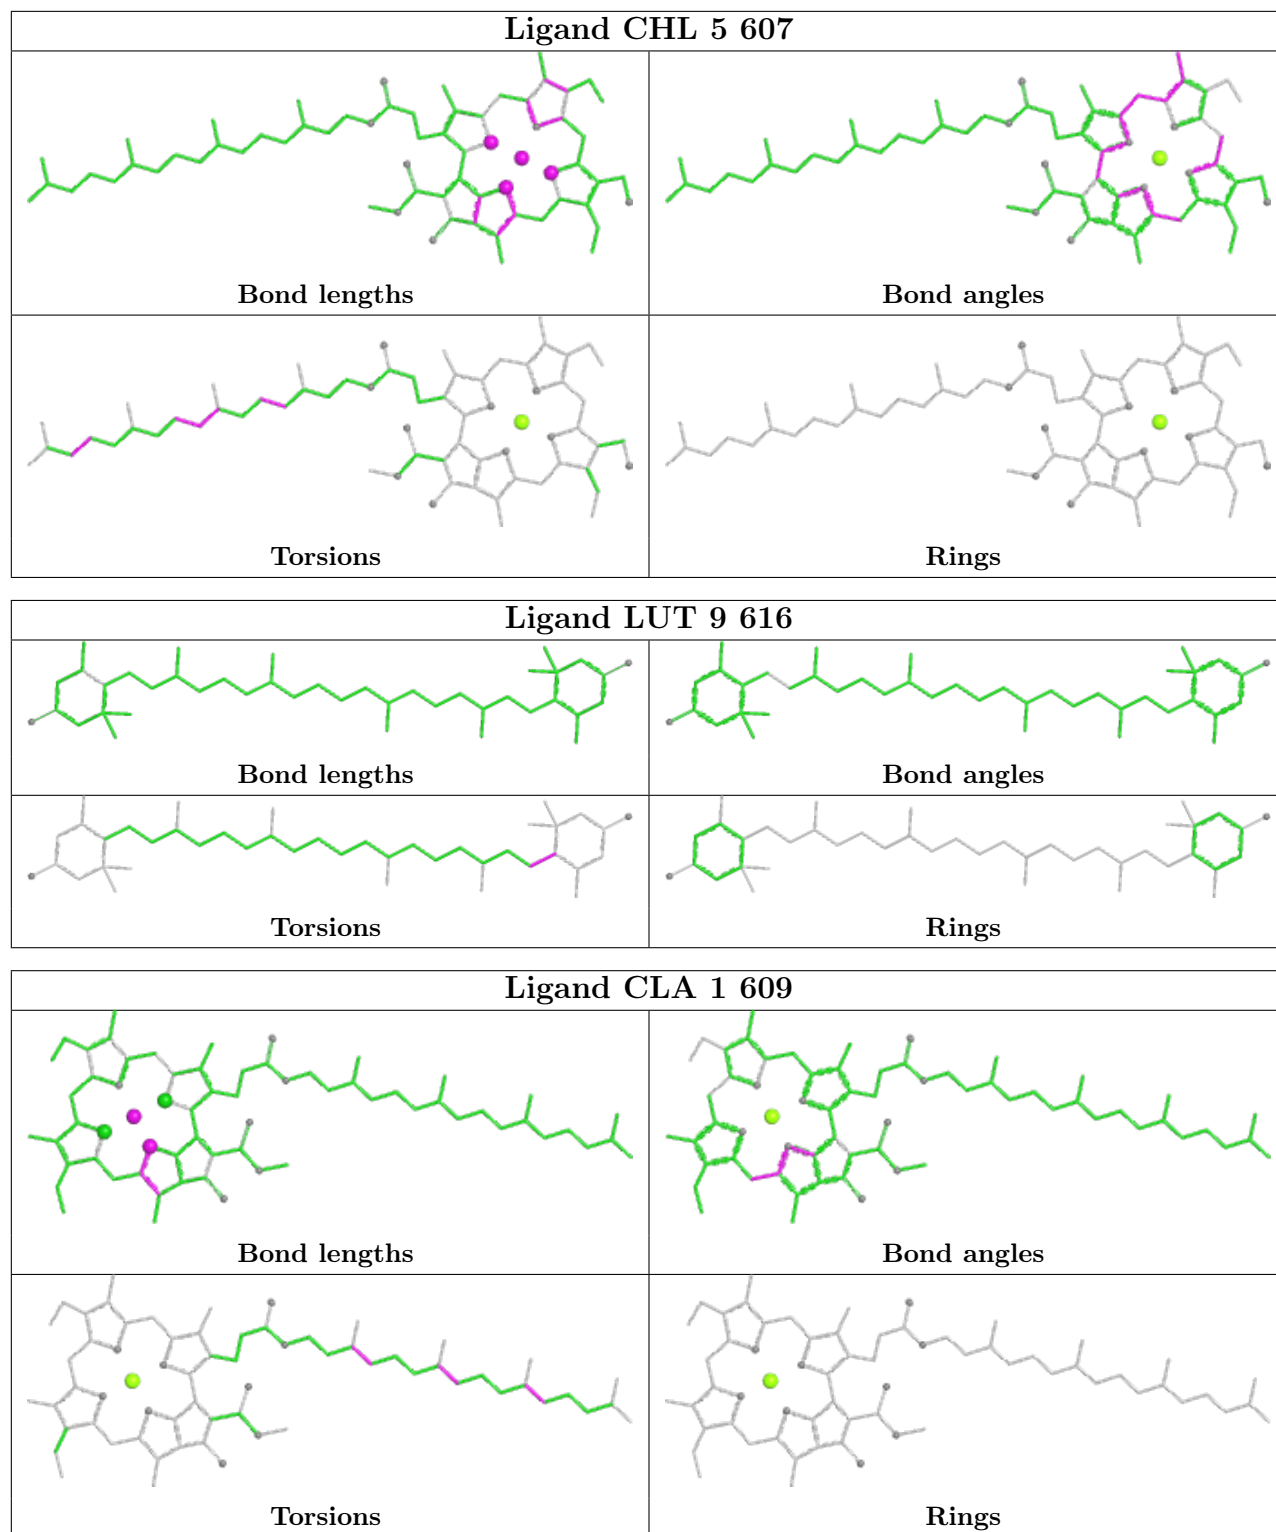 Ligand CHL 5 607
Bond lengths
Bond angles
Torsions
Rings
Ligand LUT 9 616
Bond lengths
Bond angles
Torsions
Rings
Ligand CLA 1 609
Bond lengths
Bond angles
Torsions
Rings